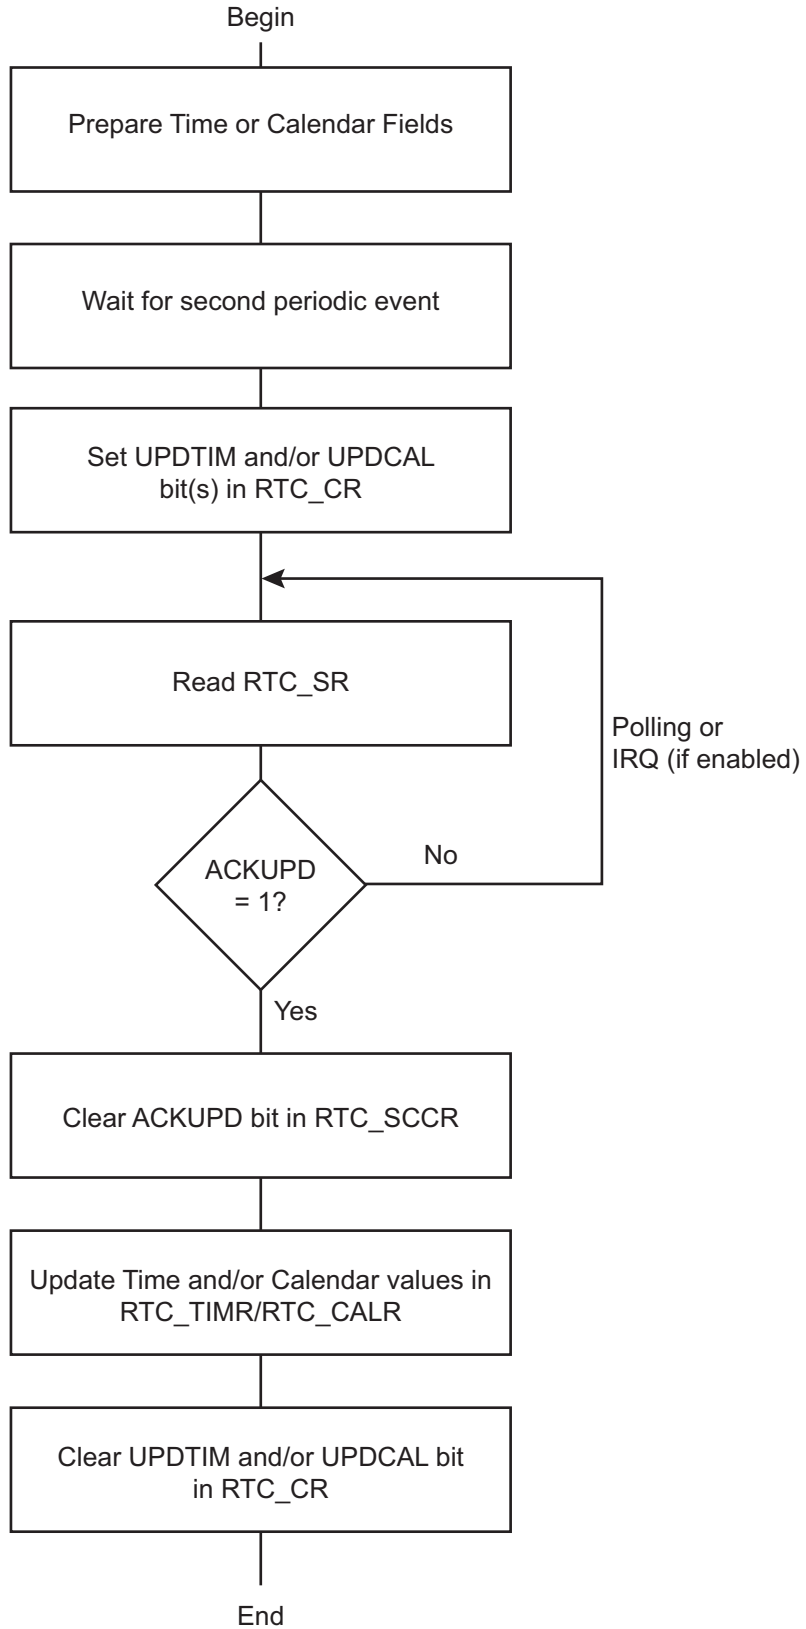 Begin
Prepare Time or Calendar Fields
Wait for second periodic event
Set UPDTIM and/or UPDCAL
bit(s) in RTC_CR
Read RTC_SR
Polling or
IRQ (if enabled)
ACKUPD
= 1?
No
Yes
Clear ACKUPD bit in RTC_SCCR
Update Time and/or Calendar values in
RTC_TIMR/RTC_CALR
Clear UPDTIM and/or UPDCAL bit
in RTC_CR
End